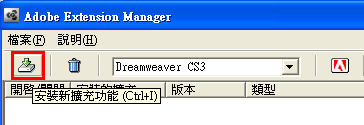 Adobe Extension Manager
檔案(F) 說明(H)
Dreamweaver CS3
版本 類型
安裝新擴充功能 (Ctrl+I)